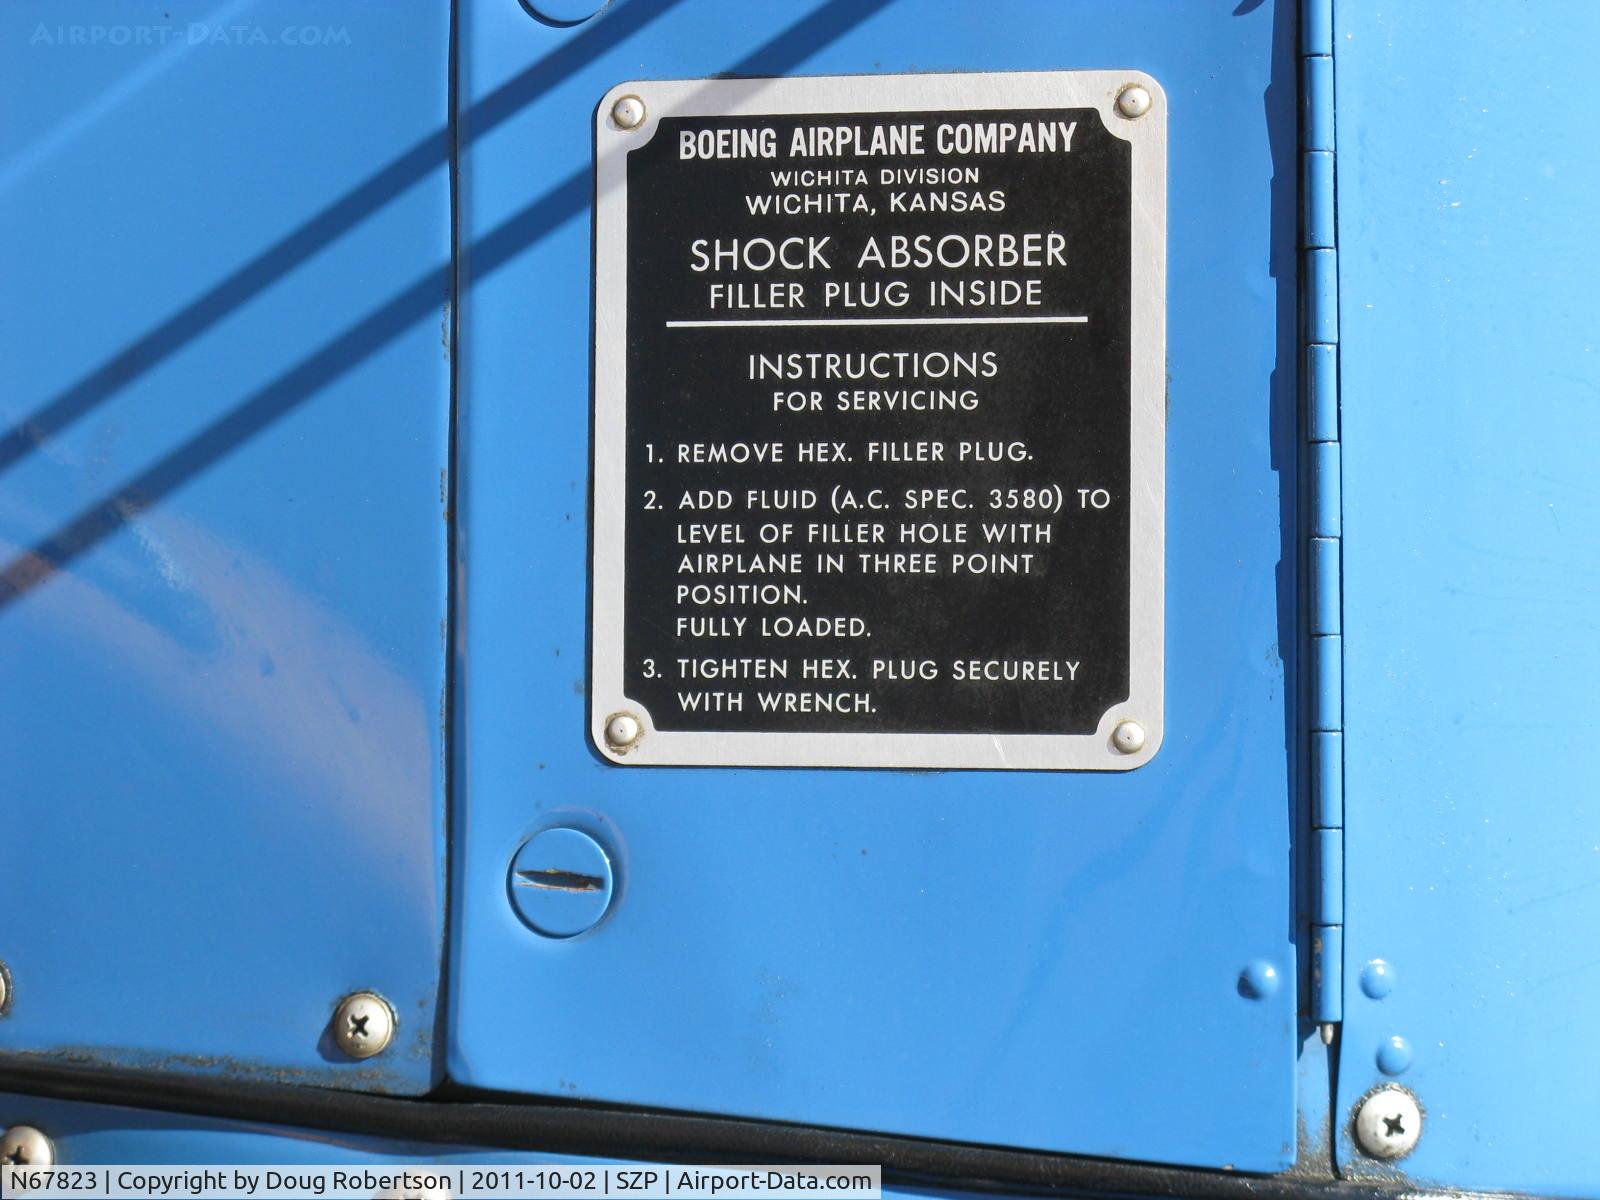 AIRPORT-DATA.COM
BOEING AIRPLANE COMPANY
WICHITA DIVISION
WICHITA, KANSAS
SHOCK ABSORBER
FILLER PLUG INSIDE
INSTRUCTIONS
FOR SERVICING
1. REMOVE HEX. FILLER PLUG.
2. ADD FLUID (A.C. SPEC. 3580) TO
LEVEL OF FILLER HOLE WITH
AIRPLANE IN THREE POINT
POSITION.
FULLY LOADED.
3. TIGHTEN HEX. PLUG SECURELY
WITH WRENCH.
N67823 | Copyright by Doug Robertson | 2011-10-02 | SZP | Airport-Data.com